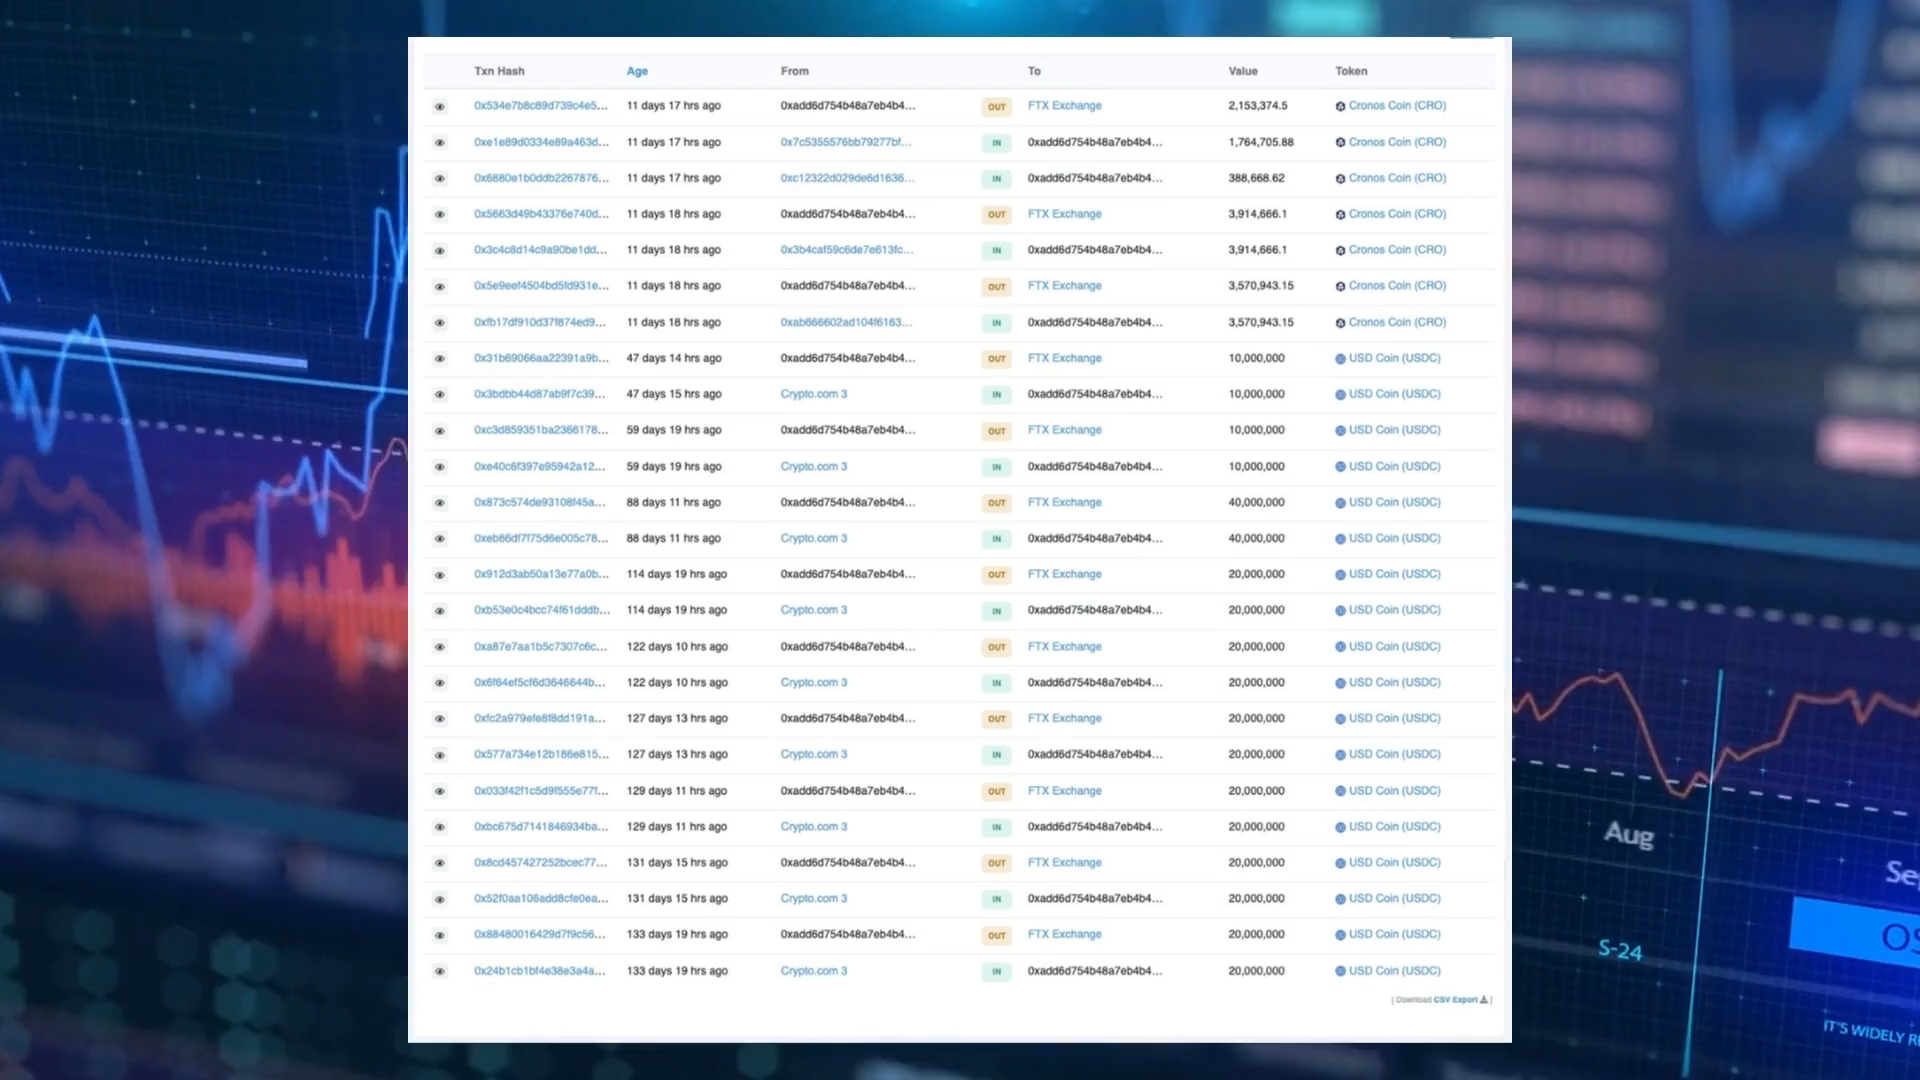 Txn Hash Age From To Value Token
0x534e7b8c89d739c4e5... 11 days 17 hrs ago 0xadd6d754b48a7eb4b4... OUT FTX Exchange 2,153,374.5 Cronos Coin (CRO)
0xe1e89d0334e89a463d... 11 days 17 hrs ago 0x7c5355576bb79277bf... IN 0xadd6d754b48a7eb4b4... 1,764,705.88 Cronos Coin (CRO)
0x6880e1b0ddb2267876... 11 days 17 hrs ago 0xc12322d029de6d1636... IN 0xadd6d754b48a7eb4b4... 388,668.62 Cronos Coin (CRO)
0x5663d49b43376e740d... 11 days 18 hrs ago 0xadd6d754b48a7eb4b4... OUT FTX Exchange 3,914,666.1 Cronos Coin (CRO)
0x3c4c8d14c9a90be1dd... 11 days 18 hrs ago 0x3b4caf59c6de7e613fc... IN 0xadd6d754b48a7eb4b4... 3,914,666.1 Cronos Coin (CRO)
0x5e9eef4504bd5fd931e... 11 days 18 hrs ago 0xadd6d754b48a7eb4b4... OUT FTX Exchange 3,570,943.15 Cronos Coin (CRO)
0xfb17df910d37f874ed9... 11 days 18 hrs ago 0xab666602ad104f6163... IN 0xadd6d754b48a7eb4b4... 3,570,943.15 Cronos Coin (CRO)
0x31b69066aa22391a9b... 47 days 14 hrs ago 0xadd6d754b48a7eb4b4... OUT FTX Exchange 10,000,000 USD Coin (USDC)
0x3bdbb44d87ab9f7c39... 47 days 15 hrs ago Crypto.com 3 IN 0xadd6d754b48a7eb4b4... 10,000,000 USD Coin (USDC)
0xc3d859351ba2366178... 59 days 19 hrs ago 0xadd6d754b48a7eb4b4... OUT FTX Exchange 10,000,000 USD Coin (USDC)
0xe40c6f397e95942a12... 59 days 19 hrs ago Crypto.com 3 IN 0xadd6d754b48a7eb4b4... 10,000,000 USD Coin (USDC)
0x873c574de93108f45a... 88 days 11 hrs ago 0xadd6d754b48a7eb4b4... OUT FTX Exchange 40,000,000 USD Coin (USDC)
0xeb86df7f75d6e005c78... 88 days 11 hrs ago Crypto.com 3 IN 0xadd6d754b48a7eb4b4... 40,000,000 USD Coin (USDC)
0x912d3ab50a13e77a0b... 114 days 19 hrs ago 0xadd6d754b48a7eb4b4... OUT FTX Exchange 20,000,000 USD Coin (USDC)
0xb53e0c4bcc74f61dddb... 114 days 19 hrs ago Crypto.com 3 IN 0xadd6d754b48a7eb4b4... 20,000,000 USD Coin (USDC)
0xa87e7aa1b5c7307c6c... 122 days 10 hrs ago 0xadd6d754b48a7eb4b4... OUT FTX Exchange 20,000,000 USD Coin (USDC)
0x6f64ef5cf6d3646644b... 122 days 10 hrs ago Crypto.com 3 IN 0xadd6d754b48a7eb4b4... 20,000,000 USD Coin (USDC)
0xfc2a979efe8f8dd191a... 127 days 13 hrs ago 0xadd6d754b48a7eb4b4... OUT FTX Exchange 20,000,000 USD Coin (USDC)
0x577a734e12b186e815... 127 days 13 hrs ago Crypto.com 3 IN 0xadd6d754b48a7eb4b4... 20,000,000 USD Coin (USDC)
0x033f42f1c5d9f555e77f... 129 days 11 hrs ago 0xadd6d754b48a7eb4b4... OUT FTX Exchange 20,000,000 USD Coin (USDC)
0xbc675d7141846934ba... 129 days 11 hrs ago Crypto.com 3 IN 0xadd6d754b48a7eb4b4... 20,000,000 USD Coin (USDC)
0x8cd457427252bcec77... 131 days 15 hrs ago 0xadd6d754b48a7eb4b4... OUT FTX Exchange 20,000,000 USD Coin (USDC)
0x52f0aa106add8cfe0ea... 131 days 15 hrs ago Crypto.com 3 IN 0xadd6d754b48a7eb4b4... 20,000,000 USD Coin (USDC)
0x88480016429d7f9c56... 133 days 19 hrs ago 0xadd6d754b48a7eb4b4... OUT FTX Exchange 20,000,000 USD Coin (USDC)
0x24b1cb1bf4e38e3a4a... 133 days 19 hrs ago Crypto.com 3 IN 0xadd6d754b48a7eb4b4... 20,000,000 USD Coin (USDC)
[ Download CSV Export ]
Aug
S-24
IT'S WIDELY